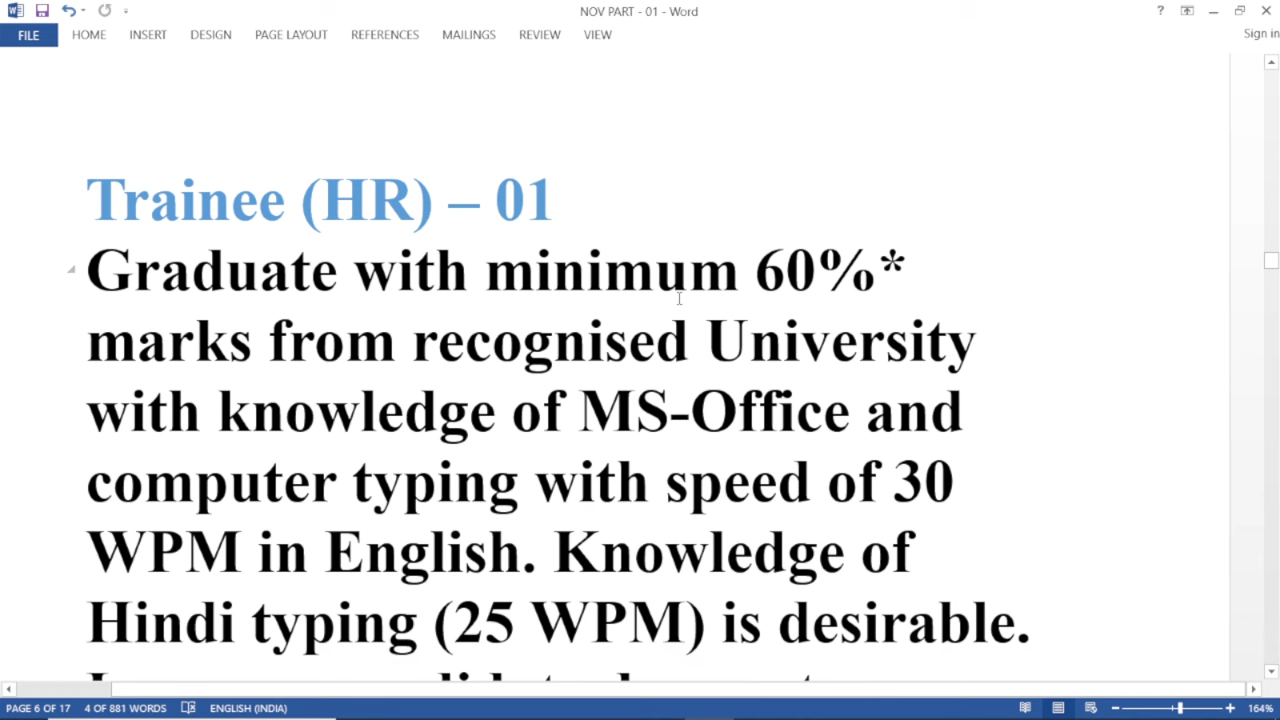 NOV PART - 01 - Word
?
FILE HOME INSERT DESIGN PAGE LAYOUT REFERENCES MAILINGS REVIEW VIEW Sign in
Trainee (HR) – 01
Graduate with minimum 60%*
marks from recognised University
with knowledge of MS-Office and
computer typing with speed of 30
WPM in English. Knowledge of
Hindi typing (25 WPM) is desirable.
PAGE 6 OF 17 4 OF 881 WORDS ENGLISH (INDIA) 164%